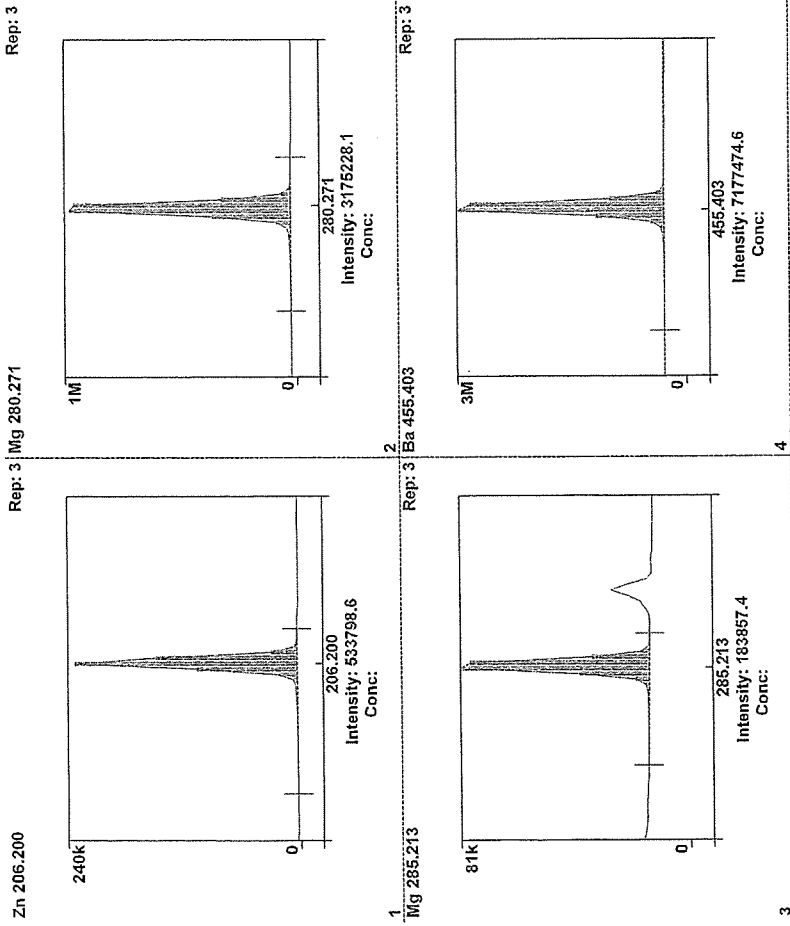 Zn 206.200 Rep: 3
240k
0
206.200
Intensity: 533798.6
Conc:
1
Mg 280.271 Rep: 3
1M
0
280.271
Intensity: 3175228.1
Conc:
2
Mg 285.213 Rep: 3
81k
0
285.213
Intensity: 183857.4
Conc:
3
Ba 455.403 Rep: 3
3M
0
455.403
Intensity: 7177474.6
Conc:
4